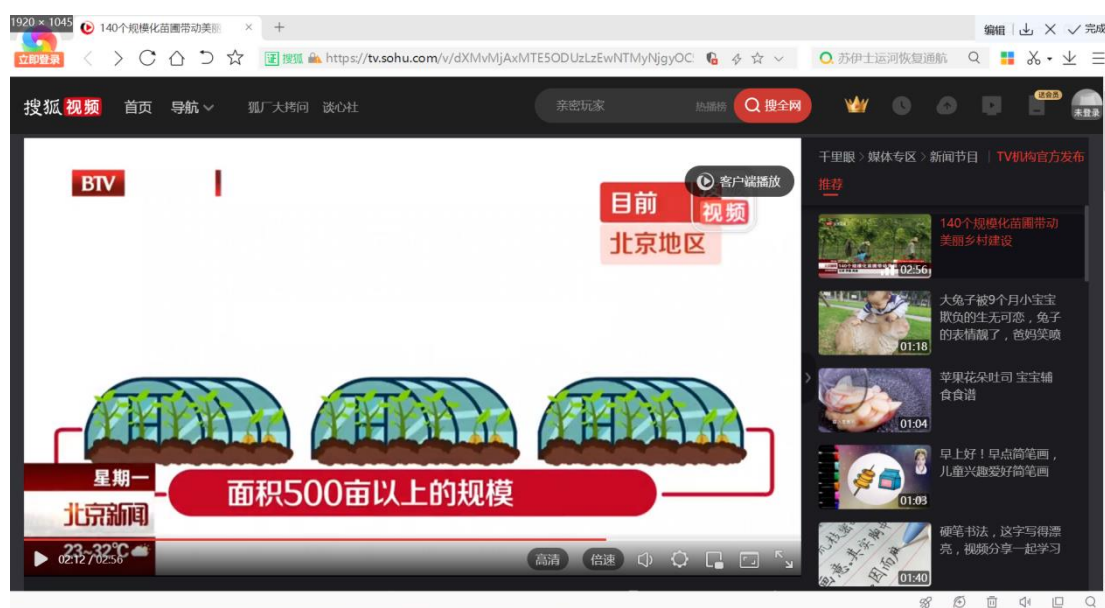 1920 × 1045
140个规模化苗圃带动美丽
编辑
完成
立即登录
证 搜狐 https://tv.sohu.com/v/dXMvMjAxMTE5ODUzLzEwNTMyNjgyOC
苏伊士运河恢复通航
搜狐视频 首页 导航 狐厂大拷问 谈心社
亲密玩家 热播榜 搜全网
送会员
未登录
BTV
客户端播放
目前
视频
北京地区
面积500亩以上的规模
星期一
北京新闻
23~32℃
02:12 / 02:56
高清 倍速
千里眼 > 媒体专区 > 新闻节目 | TV机构官方发布
推荐
140个规模化苗圃带动
美丽乡村建设
02:56
大兔子被9个月小宝宝
欺负的生无可恋，兔子
的表情靓了，爸妈笑喷
01:18
苹果花朵吐司 宝宝辅
食食谱
01:04
早上好！早点简笔画，
儿童兴趣爱好简笔画
01:03
硬笔书法，这字写得漂
亮，视频分享一起学习
01:40